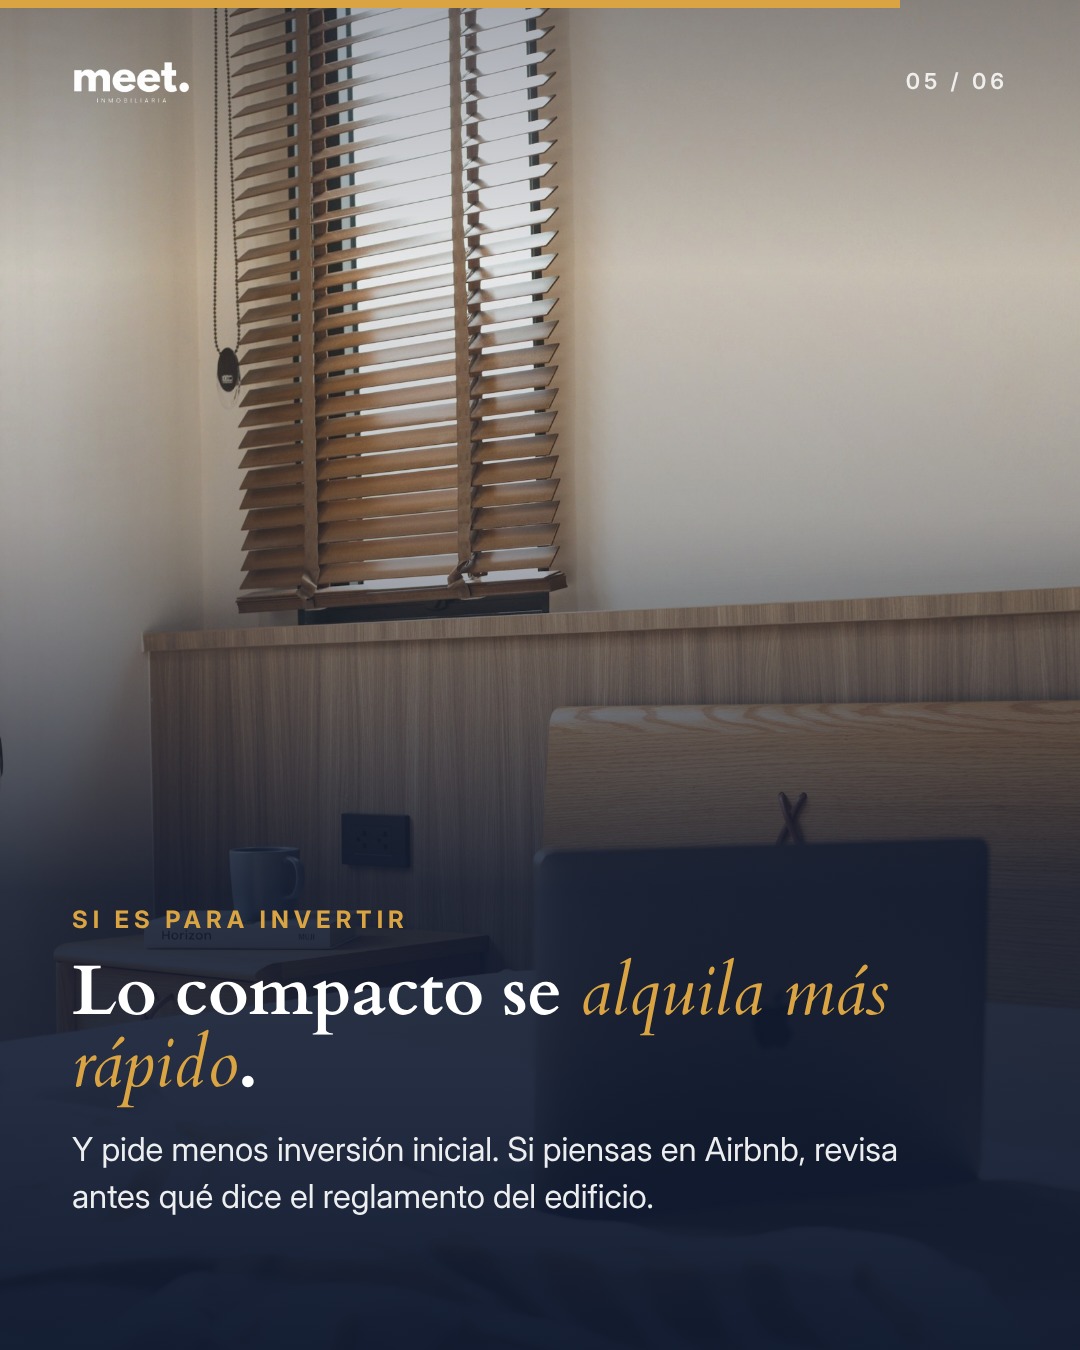 meet.
INMOBILIARIA
05 / 06
SI ES PARA INVERTIR
Horizon
Lo compacto se alquila más
rápido.
Y pide menos inversión inicial. Si piensas en Airbnb, revisa
antes qué dice el reglamento del edificio.